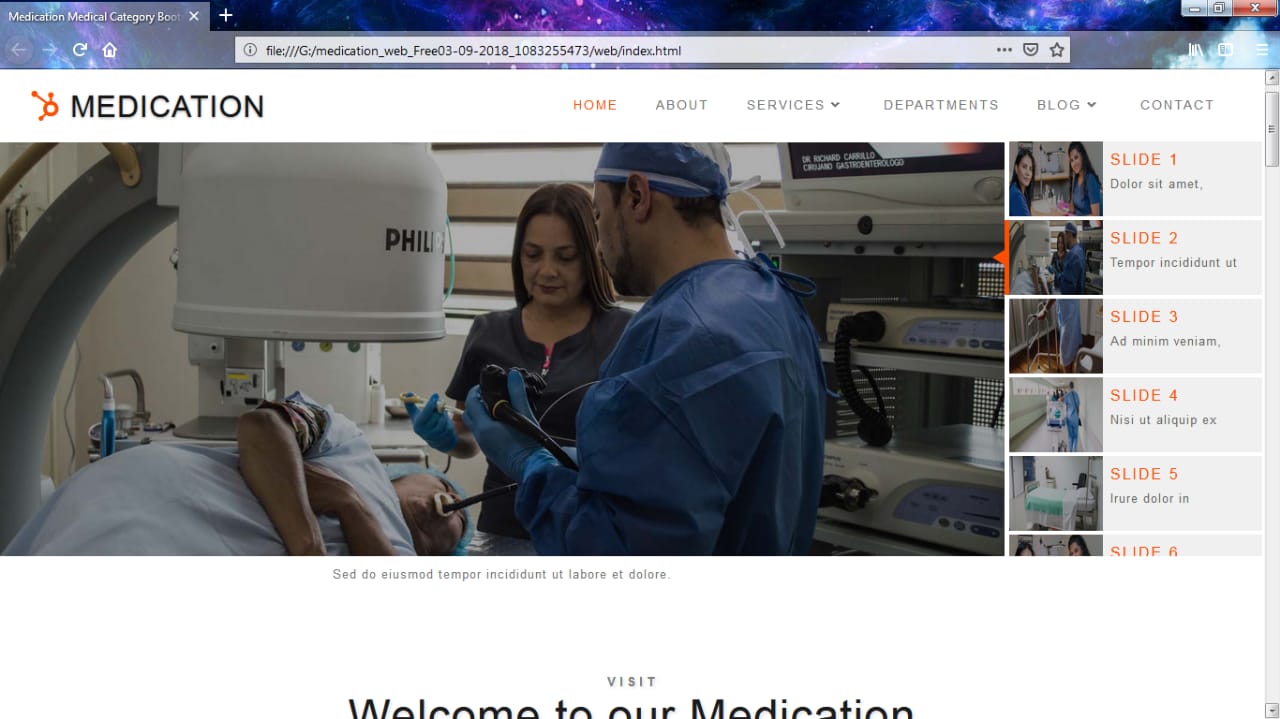 Medication Medical Category Boot
file:///G:/medication_web_Free03-09-2018_1083255473/web/index.html
MEDICATION
HOME ABOUT SERVICES DEPARTMENTS BLOG CONTACT
PHILIPS
DR RICHARD CARRILLO
CIRUJANO GASTROENTEROLOGO
SLIDE 1
Dolor sit amet,
SLIDE 2
Tempor incididunt ut
SLIDE 3
Ad minim veniam,
SLIDE 4
Nisi ut aliquip ex
SLIDE 5
Irure dolor in
SLIDE 6
Sed do eiusmod tempor incididunt ut labore et dolore.
VISIT
Welcome to our Medication